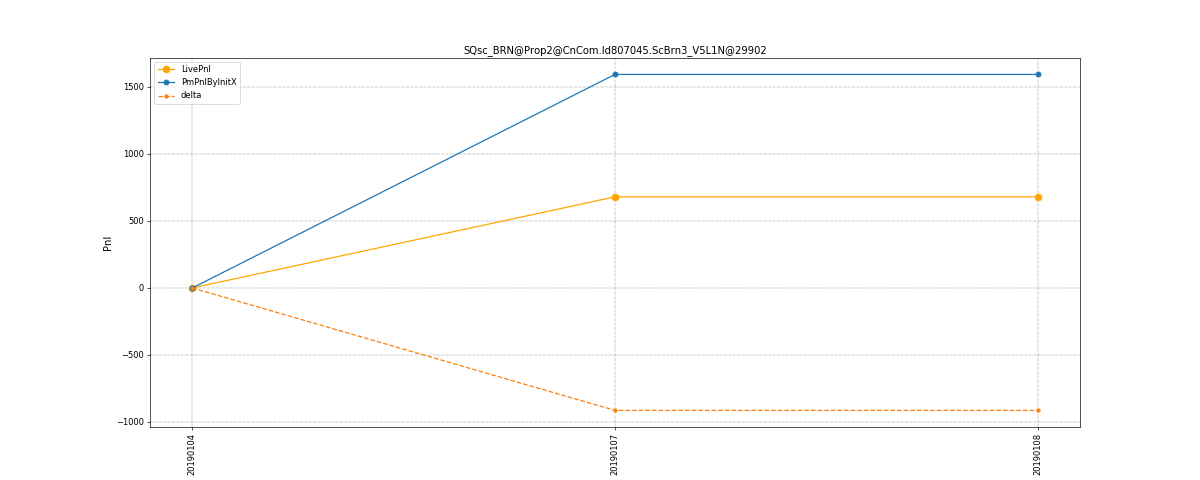 SQsc_BRN@Prop2@CnCom.Id807045.ScBrn3_V5L1N@29902
LivePnl
PmPnlByInitX
delta
1500
1000
500
0
−500
−1000
Pnl
20190104
20190107
20190108